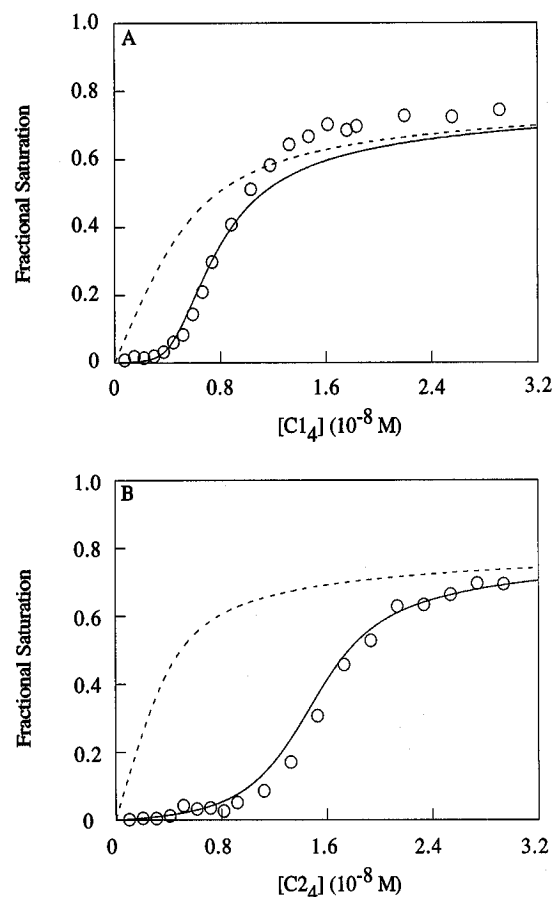 A
1.0
0.8
0.6
0.4
0.2
0
Fractional Saturation
0 0.8 1.6 2.4 3.2
[C1₄] (10⁻⁸ M)
B
1.0
0.8
0.6
0.4
0.2
0
Fractional Saturation
0 0.8 1.6 2.4 3.2
[C2₄] (10⁻⁸ M)